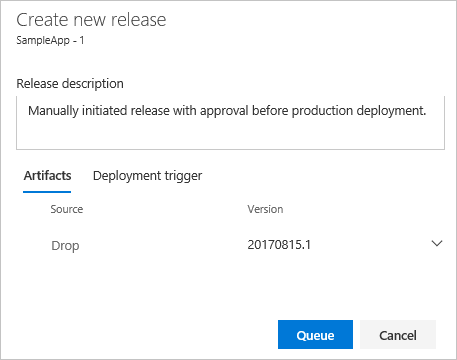 Create new release
SampleApp - 1
Release description
Manually initiated release with approval before production deployment.
Artifacts Deployment trigger
Source Version
Drop 20170815.1
Queue Cancel